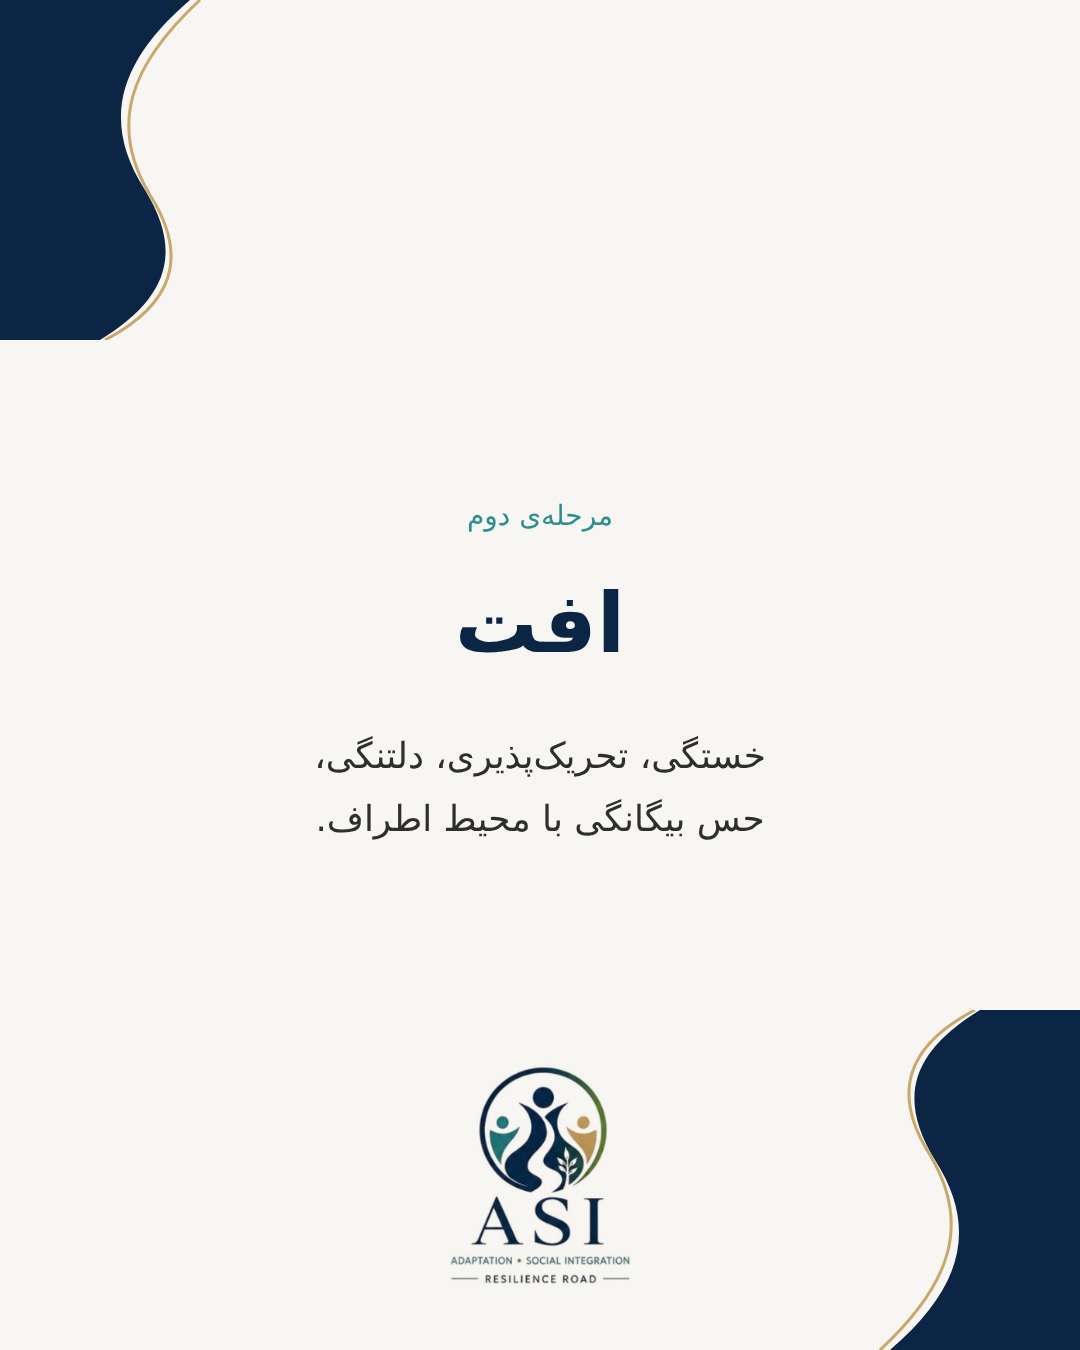 مرحله‌ی دوم
افت
خستگی، تحریک‌پذیری، دلتنگی،
حس بیگانگی با محیط اطراف.
ASI
ADAPTATION • SOCIAL INTEGRATION
RESILIENCE ROAD